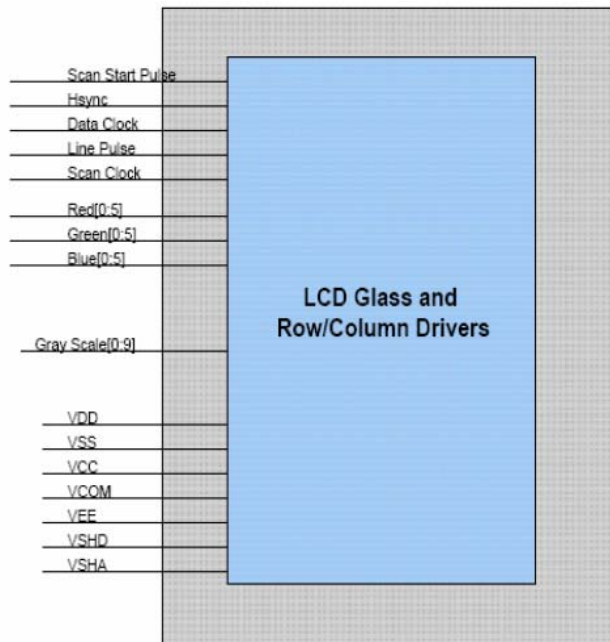 Scan Start Pulse
Hsync
Data Clock
Line Pulse
Scan Clock
Red[0:5]
Green[0:5]
Blue[0:5]
LCD Glass and
Row/Column Drivers
Gray Scale[0:9]
VDD
VSS
VCC
VCOM
VEE
VSHD
VSHA